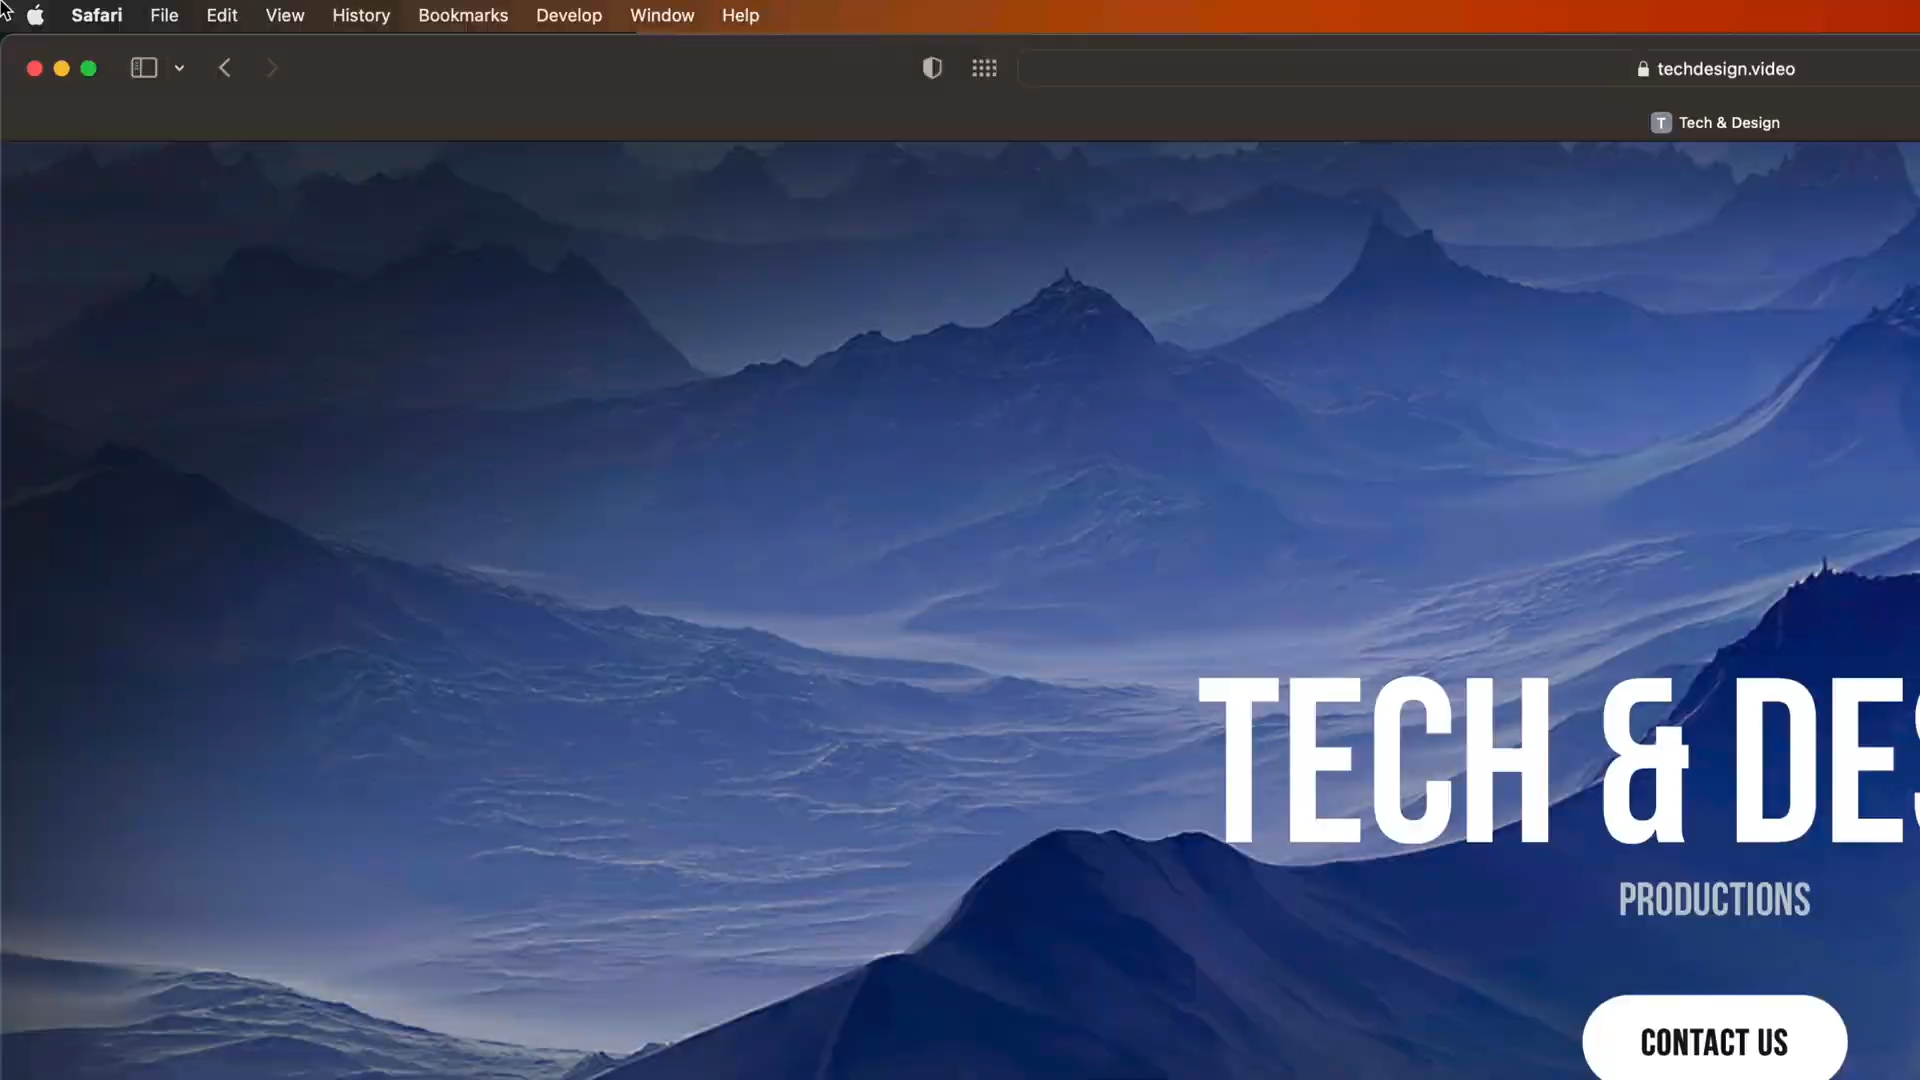 Safari File Edit View History Bookmarks Develop Window Help
techdesign.video
T Tech & Design
TECH & DES
PRODUCTIONS
CONTACT US